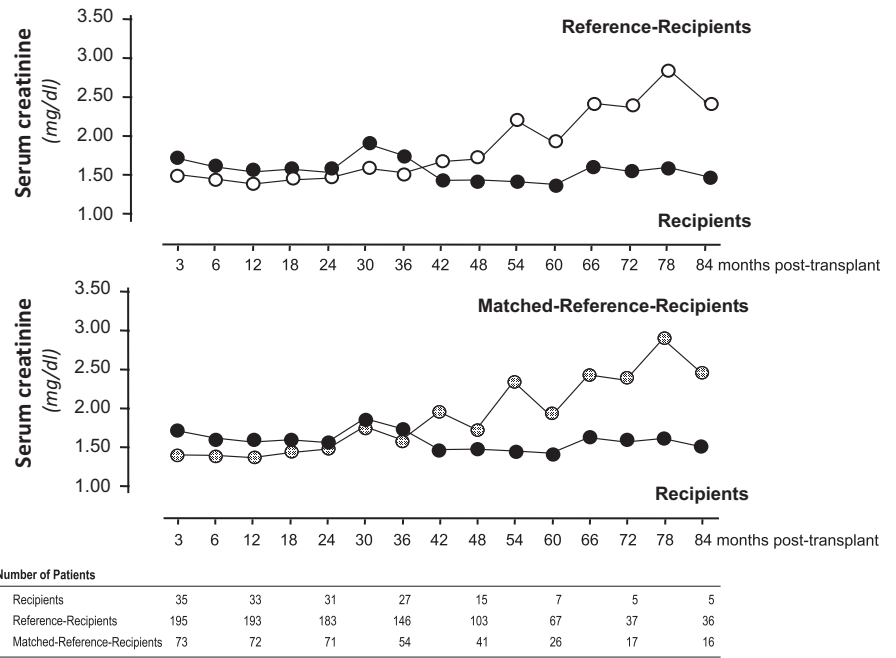 3.50
Reference-Recipients
3.00
2.50
2.00
1.50
1.00
Serum creatinine
(mg/dl)
Recipients
3 6 12 18 24 30 36 42 48 54 60 66 72 78 84 months post-transplant
3.50
Matched-Reference-Recipients
3.00
2.50
2.00
1.50
1.00
Serum creatinine
(mg/dl)
Recipients
3 6 12 18 24 30 36 42 48 54 60 66 72 78 84 months post-transplant
Number of Patients
Recipients 35 33 31 27 15 7 5 5
Reference-Recipients 195 193 183 146 103 67 37 36
Matched-Reference-Recipients 73 72 71 54 41 26 17 16